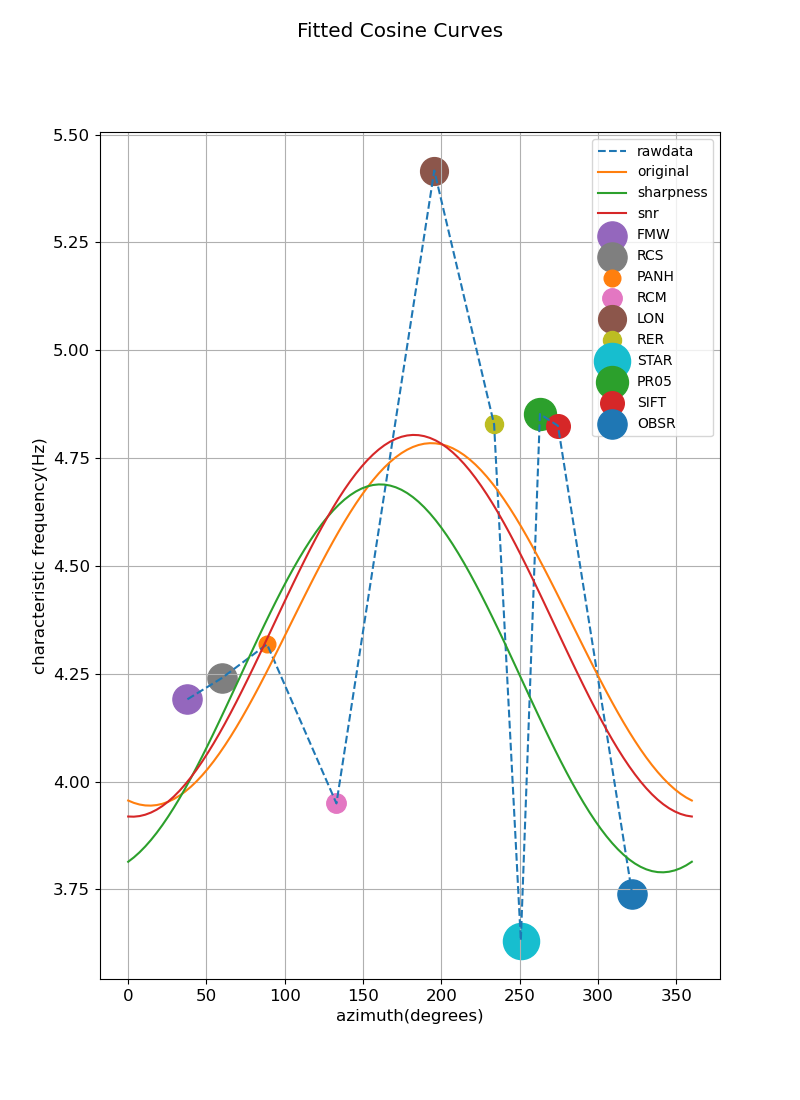 Fitted Cosine Curves
5.50
5.25
5.00
4.75
4.50
4.25
4.00
3.75
characteristic frequency(Hz)
rawdata
original
sharpness
snr
FMW
RCS
PANH
RCM
LON
RER
STAR
PR05
SIFT
OBSR
0 50 100 150 200 250 300 350
azimuth(degrees)